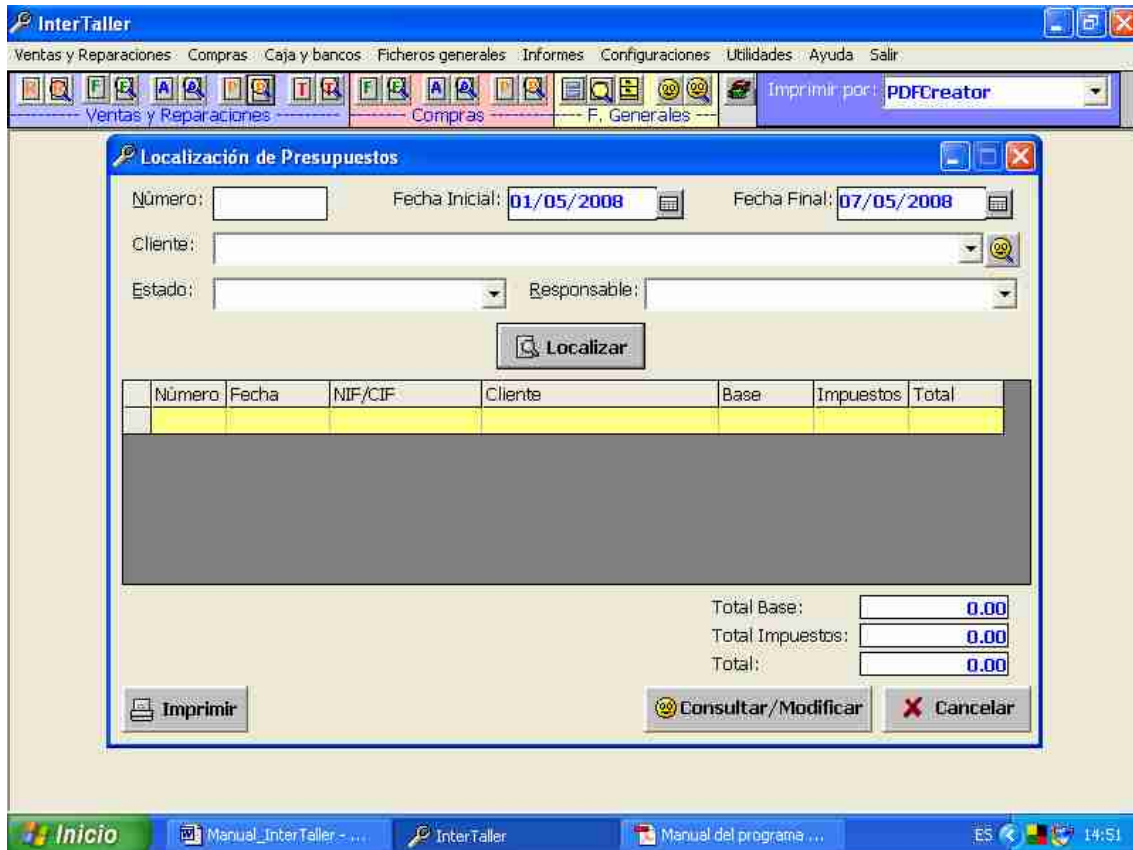 InterTaller
Ventas y Reparaciones Compras Caja y bancos Ficheros generales Informes Configuraciones Utilidades Ayuda Salir
R F E A A P P T T F E A A P P Imprimir por: PDFCreator
Ventas y Reparaciones Compras F. Generales
Localización de Presupuestos
Número: Fecha Inicial: 01/05/2008 Fecha Final: 07/05/2008
Cliente:
Estado: Responsable:
Localizar
Número Fecha NIF/CIF Cliente Base Impuestos Total
Total Base: 0.00
Total Impuestos: 0.00
Total: 0.00
Imprimir Consultar/Modificar Cancelar
Inicio Manual_InterTaller - ... InterTaller Manual del programa ... ES 14:51